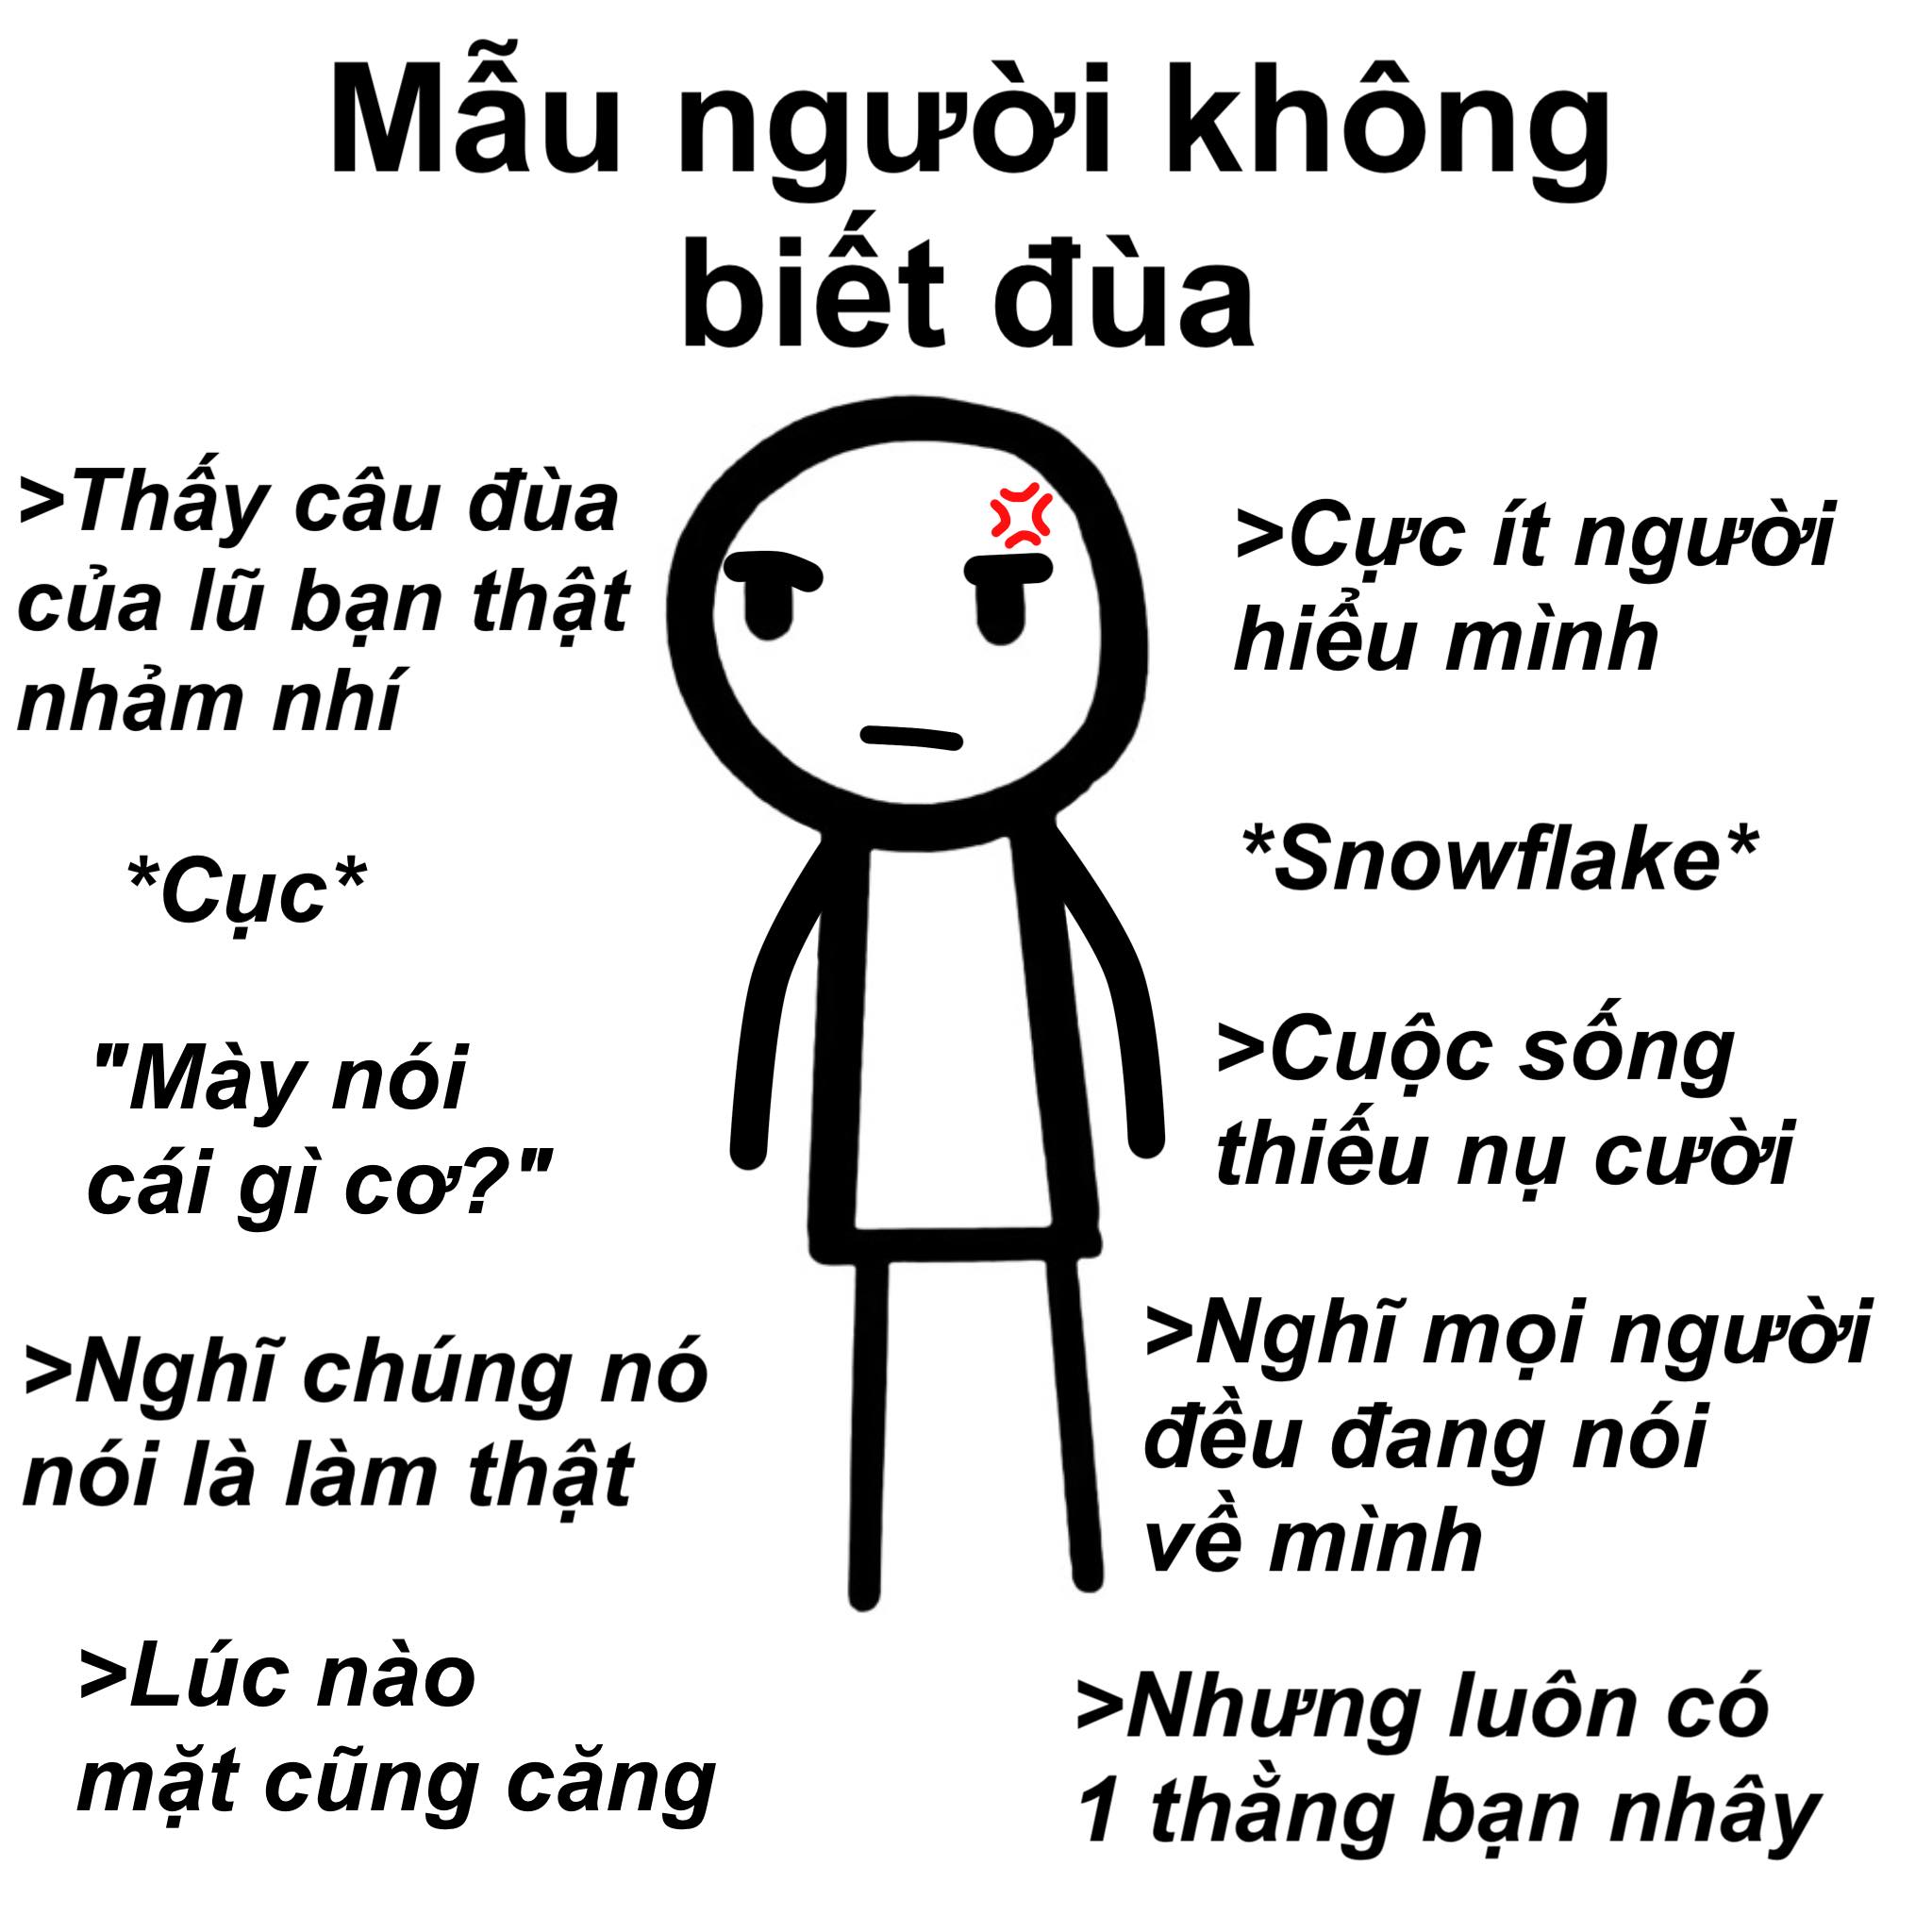 Mẫu người không
biết đùa
>Thấy câu đùa
của lũ bạn thật
nhảm nhí
*Cục*
"Mày nói
cái gì cơ?"
>Nghĩ chúng nó
nói là làm thật
>Lúc nào
mặt cũng căng
>Cực ít người
hiểu mình
*Snowflake*
>Cuộc sống
thiếu nụ cười
>Nghĩ mọi người
đều đang nói
về mình
>Nhưng luôn có
1 thằng bạn nhây